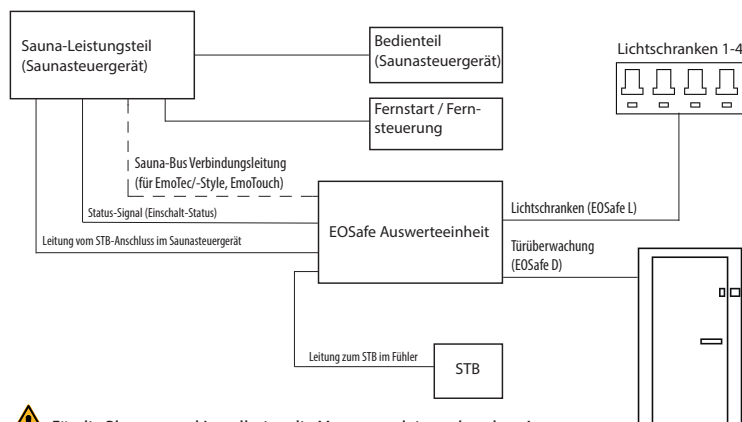 Sauna-Leistungsteil
(Saunasteuergerät)
Bedienteil
(Saunasteuergerät)
Lichtschranken 1-4
Fernstart / Fern-
steuerung
Sauna-Bus Verbindungsleitung
(für EmoTec/-Style, EmoTouch)
Status-Signal (Einschalt-Status)
Leitung vom STB-Anschluss im Saunasteuergerät
EOSafe Auswerteeinheit
Lichtschranken (EOSafe L)
Türüberwachung
(EOSafe D)
Leitung zum STB im Fühler
STB